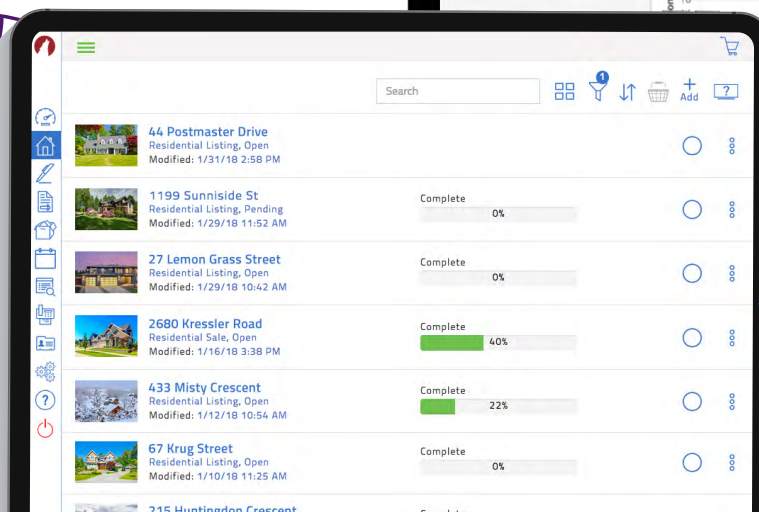 Search
1
Add
?
44 Postmaster Drive
Residential Listing, Open
Modified: 1/31/18 2:58 PM
1199 Sunniside St
Residential Listing, Pending
Modified: 1/29/18 11:52 AM
Complete
0%
27 Lemon Grass Street
Residential Listing, Open
Modified: 1/29/18 10:42 AM
Complete
0%
2680 Kressler Road
Residential Sale, Open
Modified: 1/16/18 3:38 PM
Complete
40%
433 Misty Crescent
Residential Listing, Open
Modified: 1/12/18 10:54 AM
Complete
22%
67 Krug Street
Residential Listing, Open
Modified: 1/10/18 11:25 AM
Complete
0%
?
215 Huntingdon Crescent